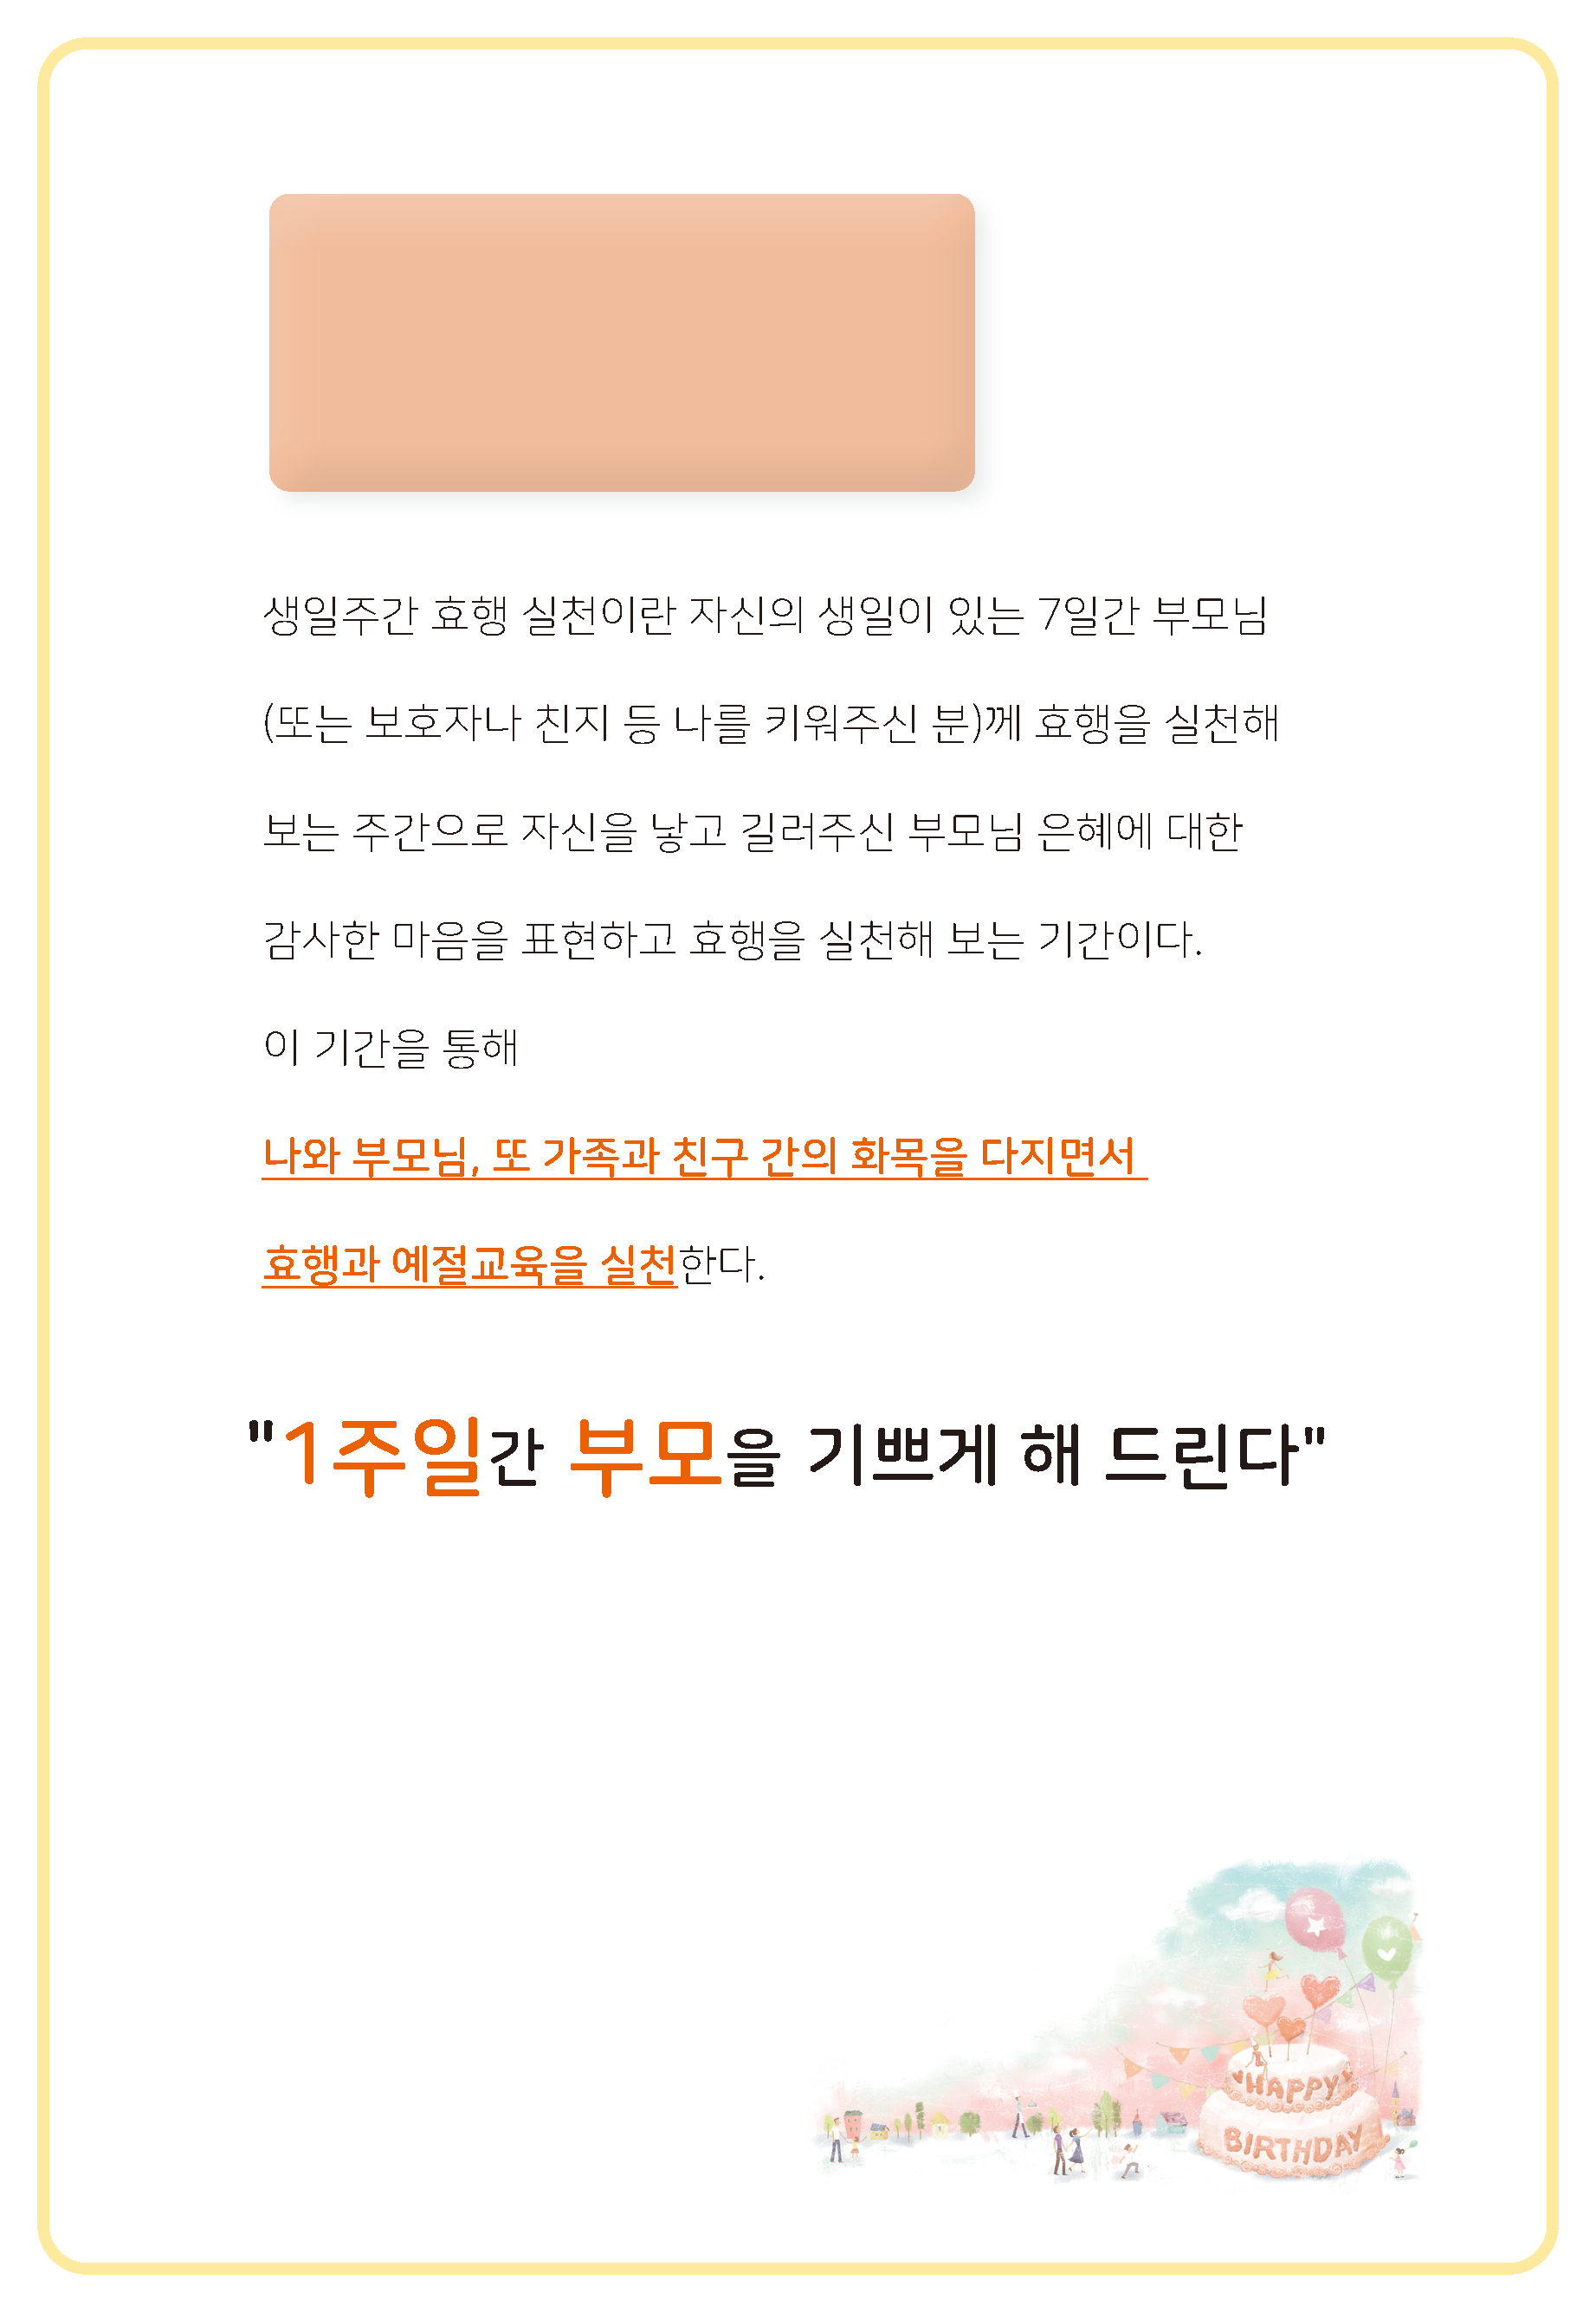 생일주간 효행 실천이란 자신의 생일이 있는 7일간 부모님
(또는 보호자나 친지 등 나를 키워주신 분)께 효행을 실천해
보는 주간으로 자신을 낳고 길러주신 부모님 은혜에 대한
감사한 마음을 표현하고 효행을 실천해 보는 기간이다.
이 기간을 통해
나와 부모님, 또 가족과 친구 간의 화목을 다지면서
효행과 예절교육을 실천한다.
"1주일간 부모을 기쁘게 해 드린다"
HAPPY
BIRTHDAY